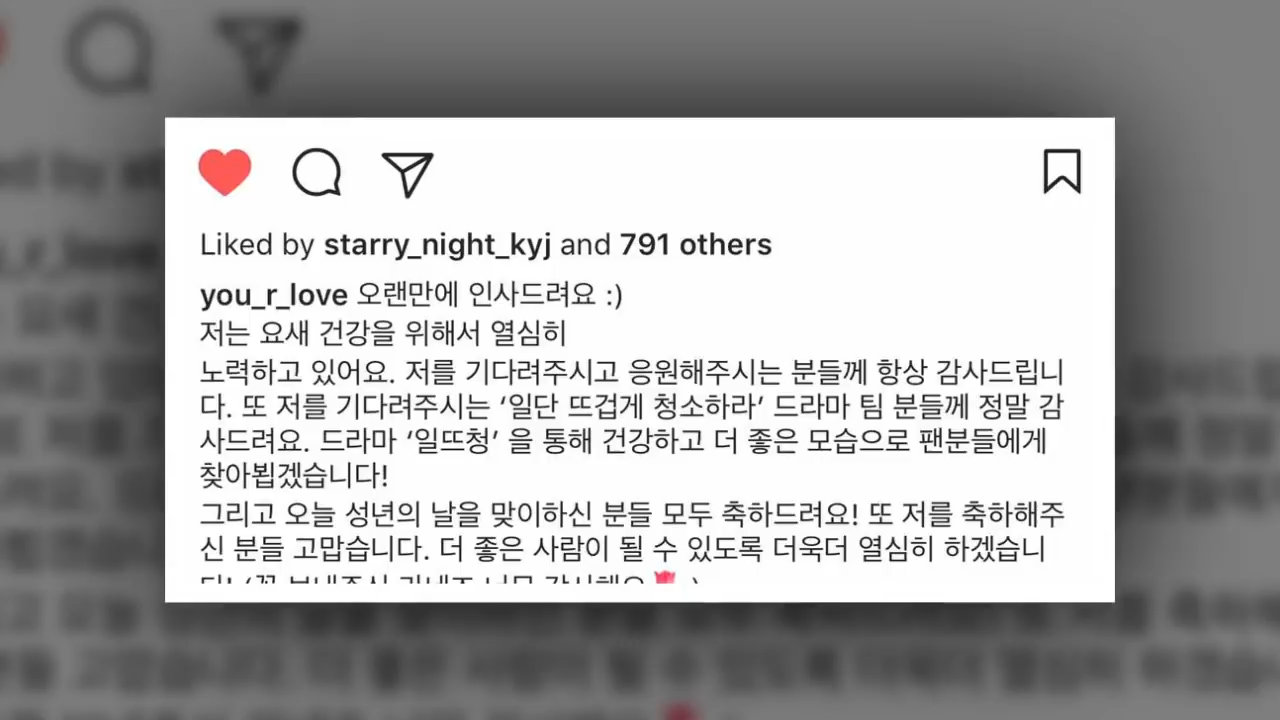 Liked by starry_night_kyj and 791 others
you_r_love 오랜만에 인사드려요 :)
저는 요새 건강을 위해서 열심히
노력하고 있어요. 저를 기다려주시고 응원해주시는 분들께 항상 감사드립니
다. 또 저를 기다려주시는 ‘일단 뜨겁게 청소하라’ 드라마 팀 분들께 정말 감
사드려요. 드라마 ‘일뜨청’ 을 통해 건강하고 더 좋은 모습으로 팬분들에게
찾아뵙겠습니다!
그리고 오늘 성년의 날을 맞이하신 분들 모두 축하드려요! 또 저를 축하해주
신 분들 고맙습니다. 더 좋은 사람이 될 수 있도록 더욱더 열심히 하겠습니